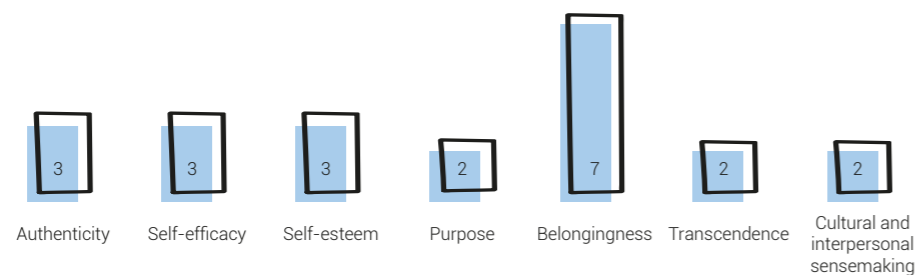 3
3
3
2
7
2
2
Authenticity
Self-efficacy
Self-esteem
Purpose
Belongingness
Transcendence
Cultural and
interpersonal
sensemaking